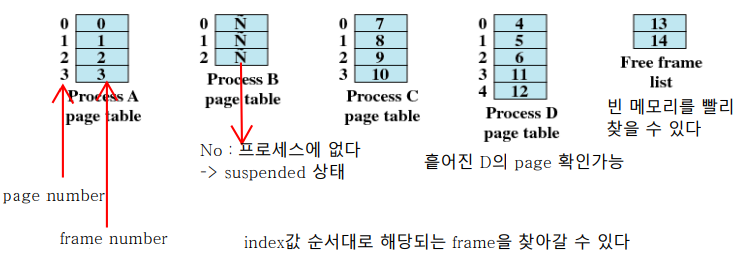 0 0
1 1
2 2
3 3
Process A
page table
0 Ñ
1 Ñ
2 Ñ
Process B
page table
0 7
1 8
2 9
3 10
Process C
page table
0 4
1 5
2 6
3 11
4 12
Process D
page table
13
14
Free frame
list
빈 메모리를 빨리
찾을 수 있다
No : 프로세스에 없다
-> suspended 상태
흩어진 D의 page 확인가능
page number
frame number
index값 순서대로 해당되는 frame을 찾아갈 수 있다